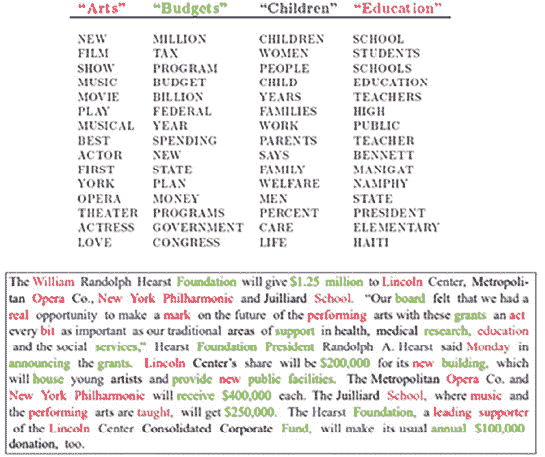 “Arts” “Budgets” “Children” “Education”
NEW MILLION CHILDREN SCHOOL
FILM TAX WOMEN STUDENTS
SHOW PROGRAM PEOPLE SCHOOLS
MUSIC BUDGET CHILD EDUCATION
MOVIE BILLION YEARS TEACHERS
PLAY FEDERAL FAMILIES HIGH
MUSICAL YEAR WORK PUBLIC
BEST SPENDING PARENTS TEACHER
ACTOR NEW SAYS BENNETT
FIRST STATE FAMILY MANIGAT
YORK PLAN WELFARE NAMPHY
OPERA MONEY MEN STATE
THEATER PROGRAMS PERCENT PRESIDENT
ACTRESS GOVERNMENT CARE ELEMENTARY
LOVE CONGRESS LIFE HAITI
The William Randolph Hearst Foundation will give $1.25 million to Lincoln Center, Metropoli-
tan Opera Co., New York Philharmonic and Juilliard School. “Our board felt that we had a
real opportunity to make a mark on the future of the performing arts with these grants an act
every bit as important as our traditional areas of support in health, medical research, education
and the social services,” Hearst Foundation President Randolph A. Hearst said Monday in
announcing the grants. Lincoln Center’s share will be $200,000 for its new building, which
will house young artists and provide new public facilities. The Metropolitan Opera Co. and
New York Philharmonic will receive $400,000 each. The Juilliard School, where music and
the performing arts are taught, will get $250,000. The Hearst Foundation, a leading supporter
of the Lincoln Center Consolidated Corporate Fund, will make its usual annual $100,000
donation, too.